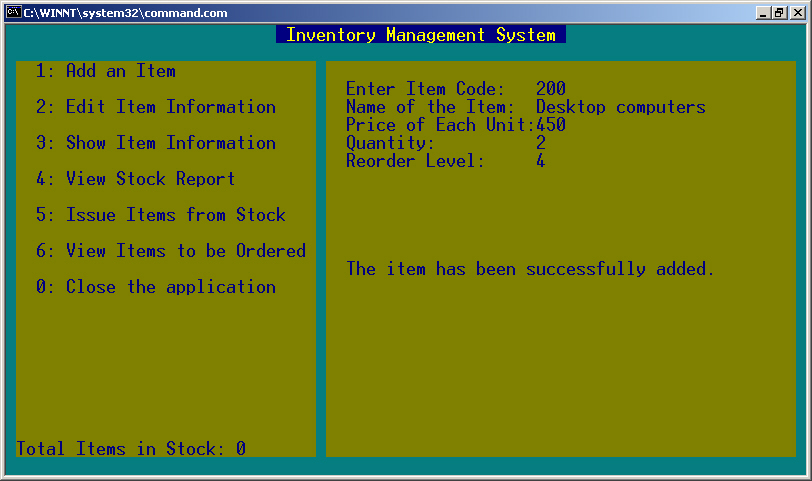 C:\WINNT\system32\command.com
Inventory Management System
1: Add an Item
2: Edit Item Information
3: Show Item Information
4: View Stock Report
5: Issue Items from Stock
6: View Items to be Ordered
0: Close the application
Total Items in Stock: 0
Enter Item Code: 200
Name of the Item: Desktop computers
Price of Each Unit:450
Quantity: 2
Reorder Level: 4
The item has been successfully added.